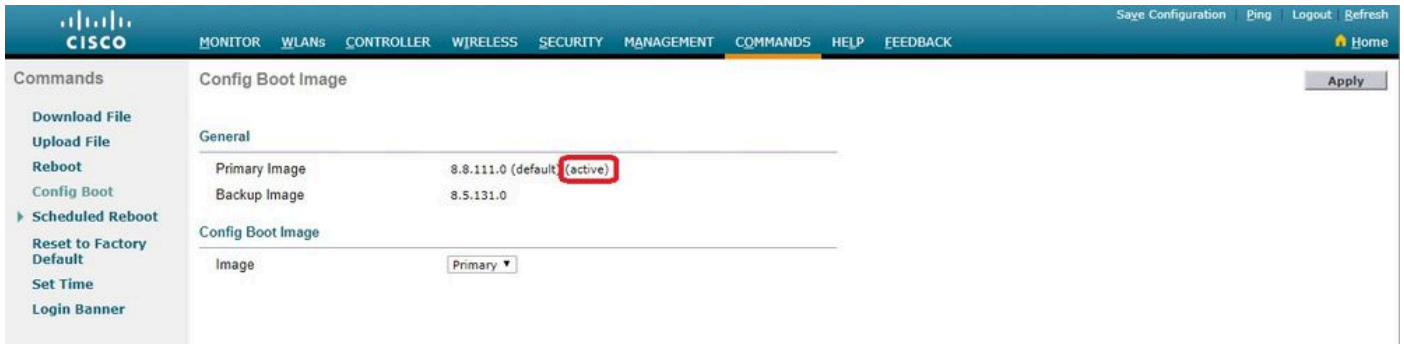 Save Configuration Ping Logout Refresh
CISCO MONITOR WLANs CONTROLLER WIRELESS SECURITY MANAGEMENT COMMANDS HELP FEEDBACK Home
Commands
Download File
Upload File
Reboot
Config Boot
Scheduled Reboot
Reset to Factory
Default
Set Time
Login Banner
Config Boot Image
Apply
General
Primary Image 8.8.111.0 (default) (active)
Backup Image 8.5.131.0
Config Boot Image
Image Primary